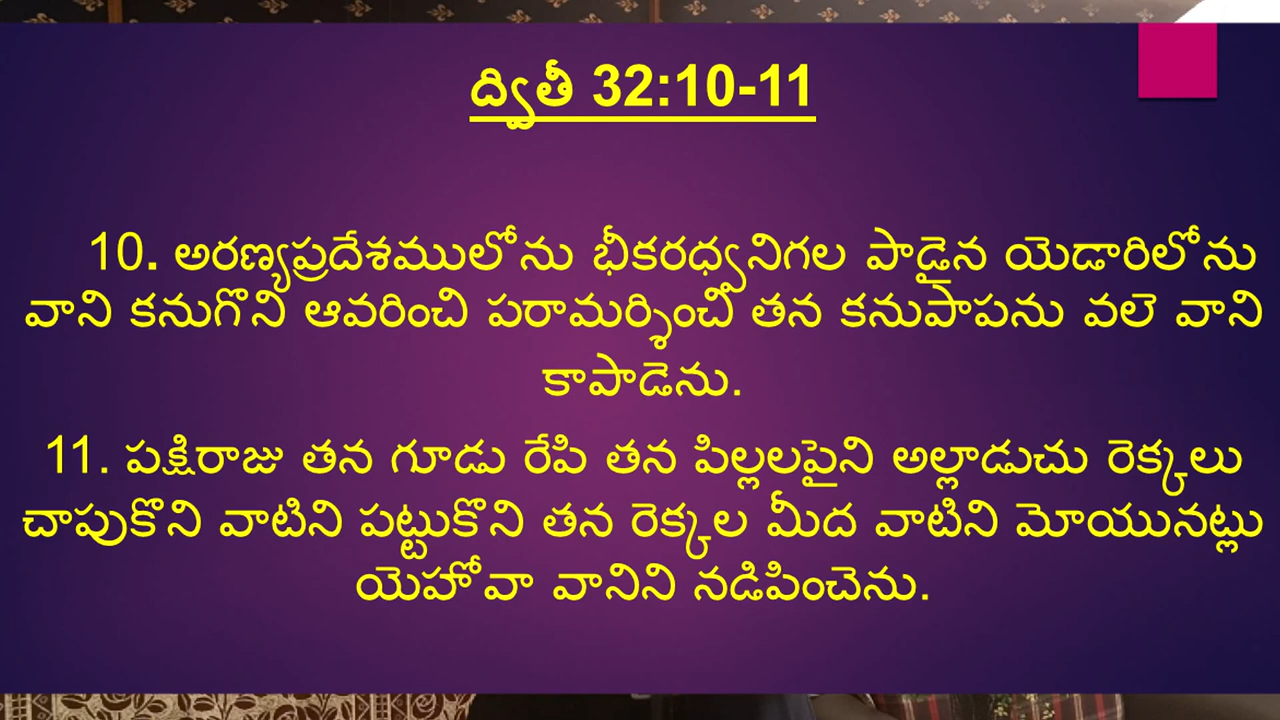 ద్వితీ 32:10-11
10. అరణ్యప్రదేశములోను భీకరధ్వనిగల పాడైన యెడారిలోను
వాని కనుగొని ఆవరించి పరామర్శించి తన కనుపాపను వలె వాని
కాపాడెను.
11. పక్షిరాజు తన గూడు రేపి తన పిల్లలపైని అల్లాడుచు రెక్కలు
చాపుకొని వాటిని పట్టుకొని తన రెక్కల మీద వాటిని మోయునట్లు
యెహోవా వానిని నడిపించెను.